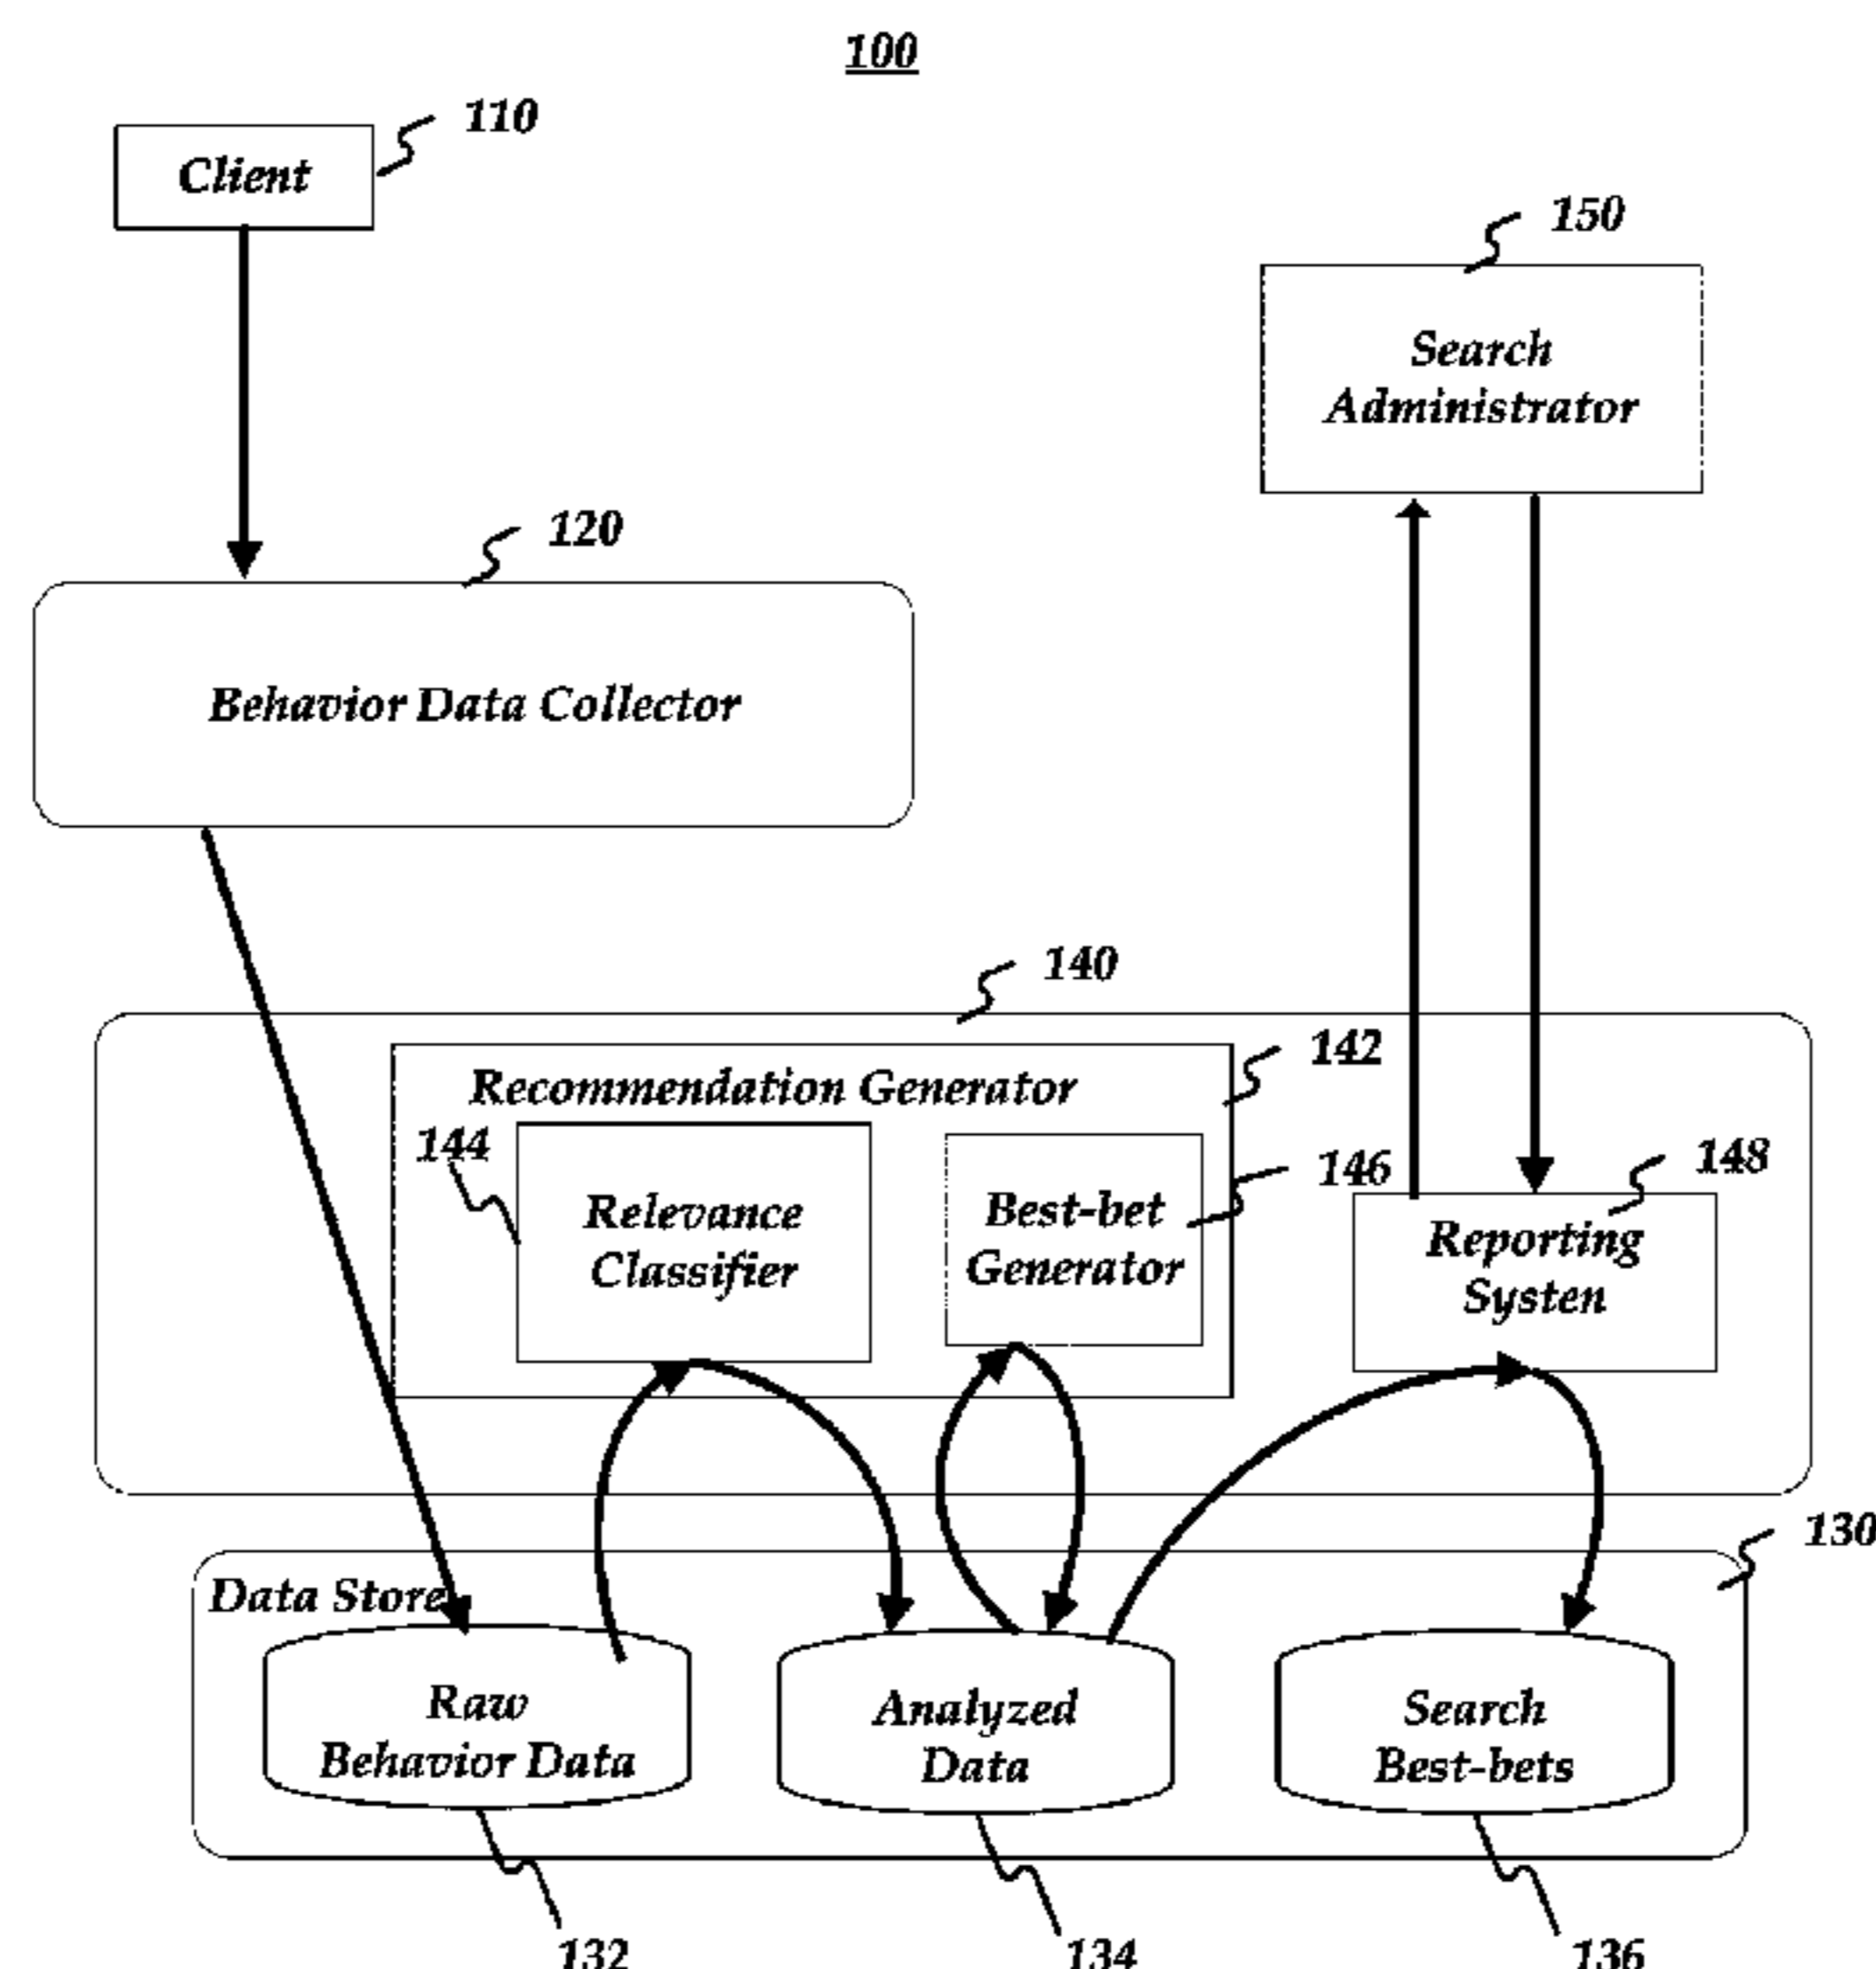 100
110
Client
150
Search
Administrator
120
Behavior Data Collector
140
142
Recommendation Generator
144
146
148
Relevance
Classifier
Best-bet
Generator
Reporting
Systen
130
Data Store
Raw
Behavior Data
Analyzed
Data
Search
Best-bets
132
134
136